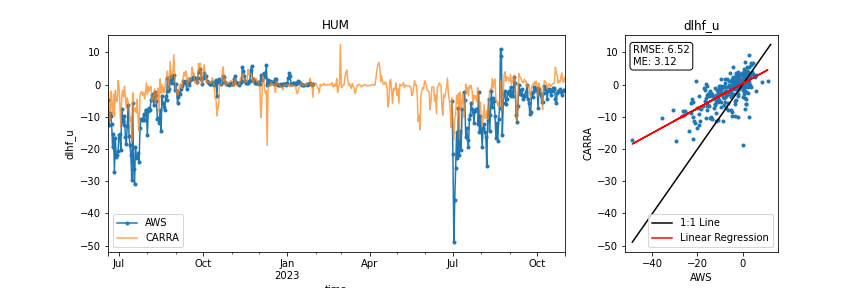 HUM
dlhf_u
10
0
−10
−20
−30
−40
−50
AWS
CARRA
Jul
Oct
Jan
2023
Apr
Jul
Oct
time
dlhf_u
RMSE: 6.52
ME: 3.12
CARRA
10
0
−10
−20
−30
−40
−50
1:1 Line
Linear Regression
−40
−20
0
AWS